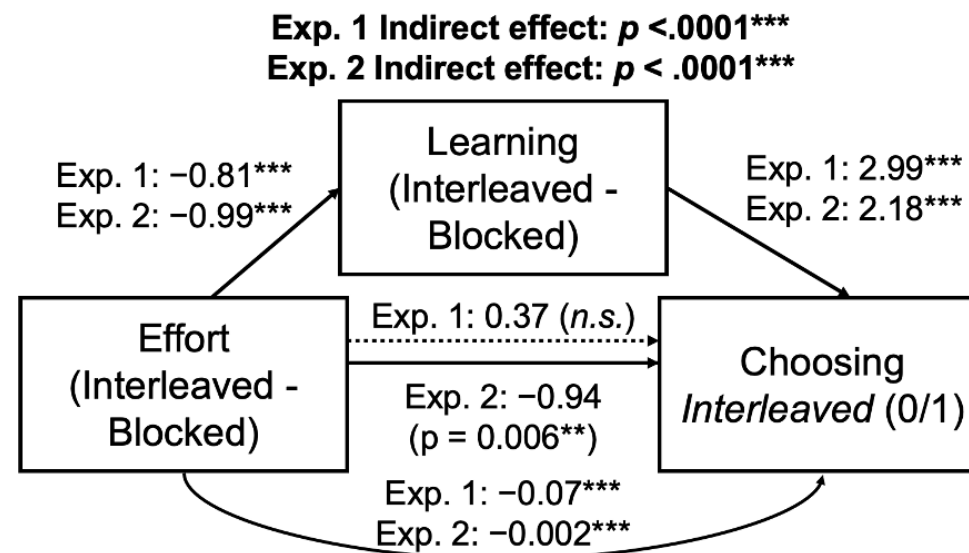 Exp. 1 Indirect effect: p <.0001***
Exp. 2 Indirect effect: p < .0001***
Learning
(Interleaved -
Blocked)
Exp. 1: −0.81***
Exp. 2: −0.99***
Exp. 1: 2.99***
Exp. 2: 2.18***
Effort
(Interleaved -
Blocked)
Exp. 1: 0.37 (n.s.)
Exp. 2: −0.94
(p = 0.006**)
Choosing
Interleaved (0/1)
Exp. 1: −0.07***
Exp. 2: −0.002***